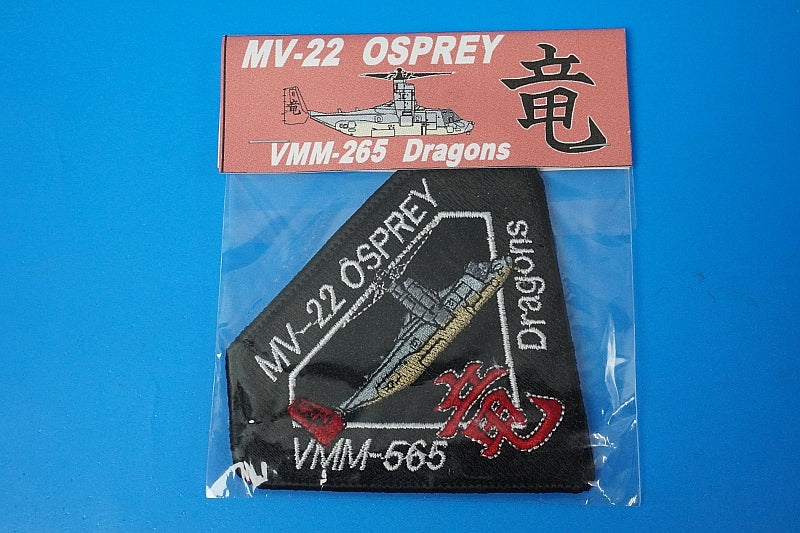 MV-22 OSPREY
竜
VMM-265 Dragons
MV-22 OSPREY
Dragons
竜
VMM-565